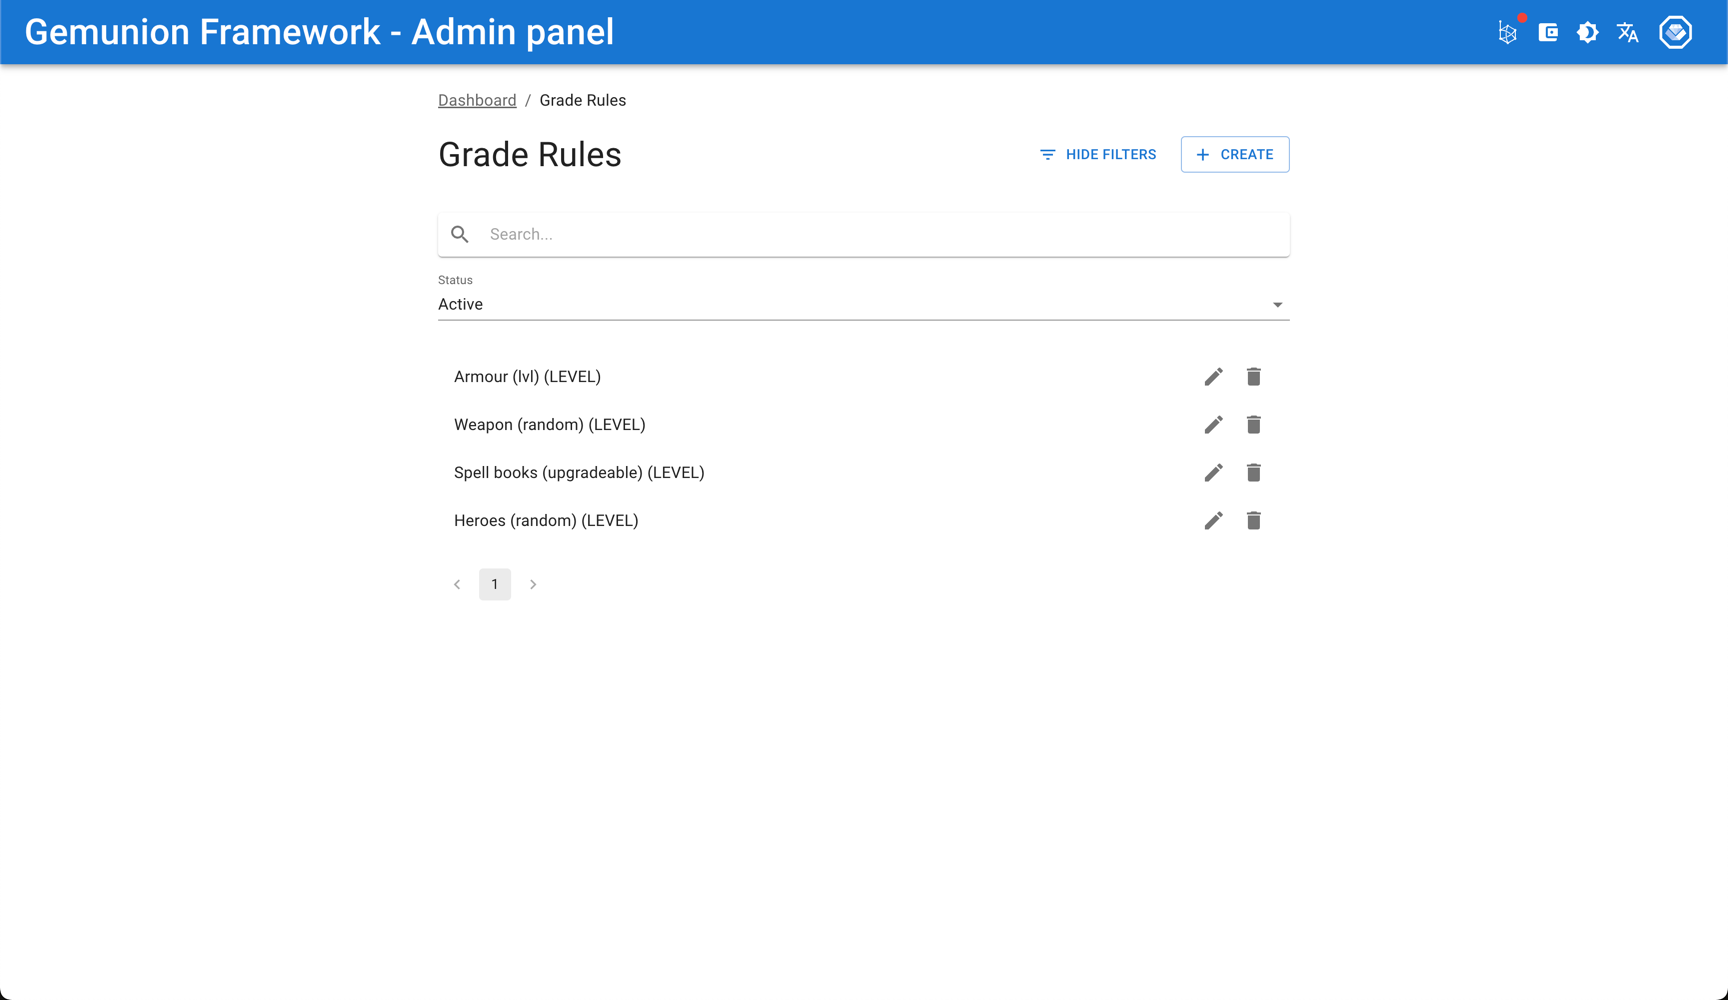 Gemunion Framework - Admin panel
Dashboard / Grade Rules
Grade Rules
HIDE FILTERS
CREATE
Search...
Status
Active
Armour (lvl) (LEVEL)
Weapon (random) (LEVEL)
Spell books (upgradeable) (LEVEL)
Heroes (random) (LEVEL)
1